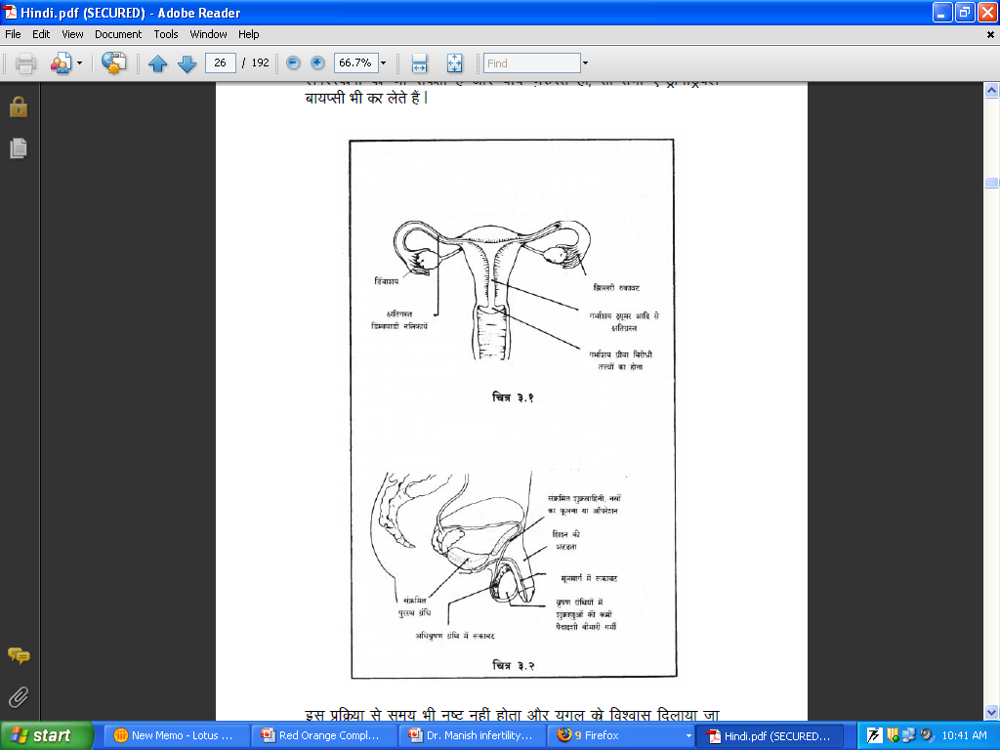 Hindi.pdf (SECURED) - Adobe Reader
File Edit View Document Tools Window Help
26 / 192 66.7% Find
बायप्सी भी कर लेते हैं |
डिंबाशय
क्षतिग्रस्त
डिम्बवाही नलिकायें
झिल्लरी रुकावट
गर्भाशय ट्यूमर आदि से
क्षतिग्रस्त
गर्भाशय ग्रीवा विरोधी
तत्त्वों का होना
चित्र ३.१
संक्रमित शुक्रवाहिनी, नसों
का फूलना या ऑपरेशन
शिश्न की
अदृढ़ता
मूत्रमार्ग में रूकावट
वृषण ग्रंथियों में
शुक्राणुओं की कमी
पैदाइशी बीमारी गर्मी
संक्रमित
पुरस्थ ग्रंथि
अधिवृषण ग्रंथि में रूकावट
चित्र ३.२
इस प्रक्रिया से समय भी नष्ट नहीं होता और युगल को विश्वास दिलाया जा
start New Memo - Lotus ... Red Orange Compl... Dr. Manish infertility... 9 Firefox Hindi.pdf (SECURED... 10:41 AM